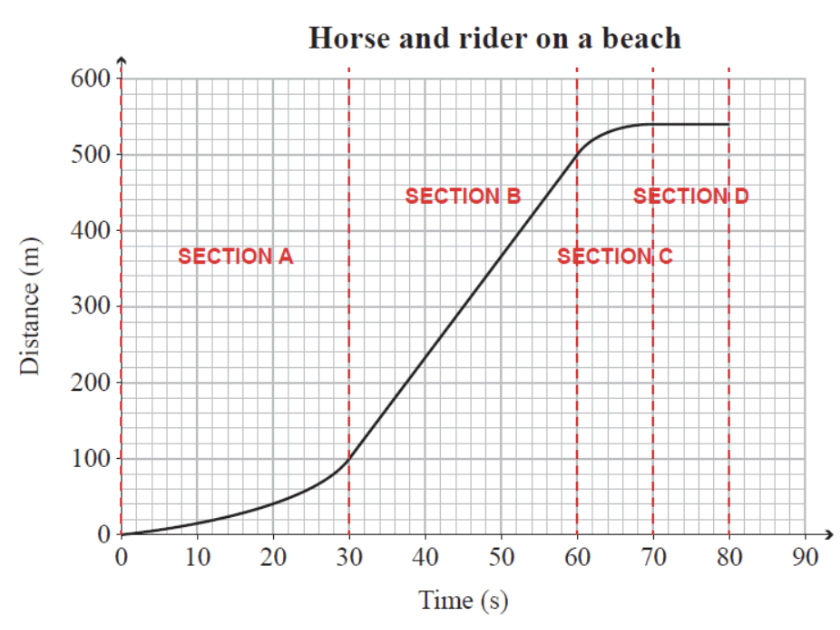 Horse and rider on a beach
600
500
400
300
200
100
0
Distance (m)
SECTION A
SECTION B
SECTION C
SECTION D
0 10 20 30 40 50 60 70 80 90
Time (s)